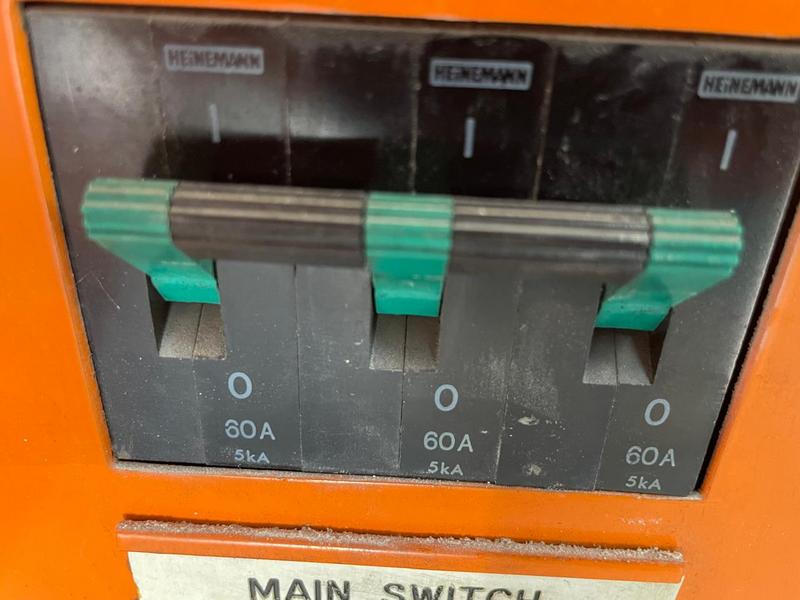 HEINEMANN HEINEMANN HEINEMANN
I I I
O O O
60A 60A 60A
5kA 5kA 5kA
MAIN SWITCH